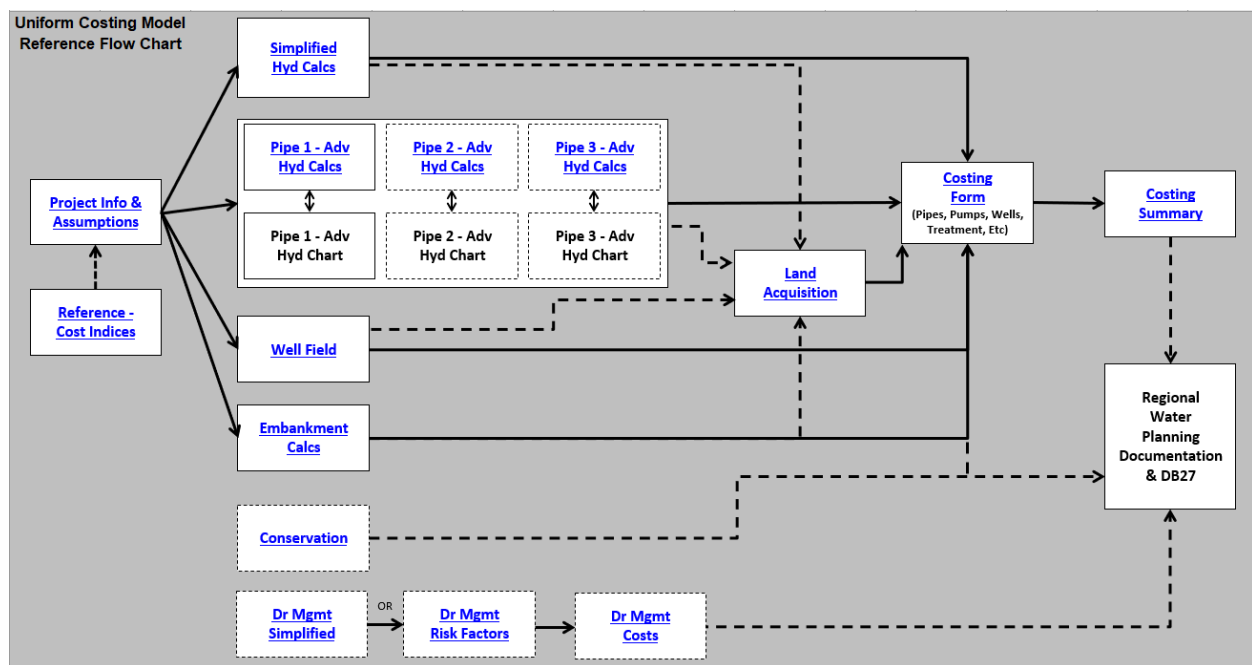 Uniform Costing Model
Reference Flow Chart
Simplified
Hyd Calcs
Pipe 1 - Adv
Hyd Calcs
Pipe 2 - Adv
Hyd Calcs
Pipe 3 - Adv
Hyd Calcs
Project Info &
Assumptions
Costing
Form
(Pipes, Pumps, Wells,
Treatment, Etc)
Costing
Summary
Pipe 1 - Adv
Hyd Chart
Pipe 2 - Adv
Hyd Chart
Pipe 3 - Adv
Hyd Chart
Land
Acquisition
Reference -
Cost Indices
Well Field
Embankment
Calcs
Regional
Water
Planning
Documentation
& DB27
Conservation
Dr Mgmt
Simplified
OR
Dr Mgmt
Risk Factors
Dr Mgmt
Costs